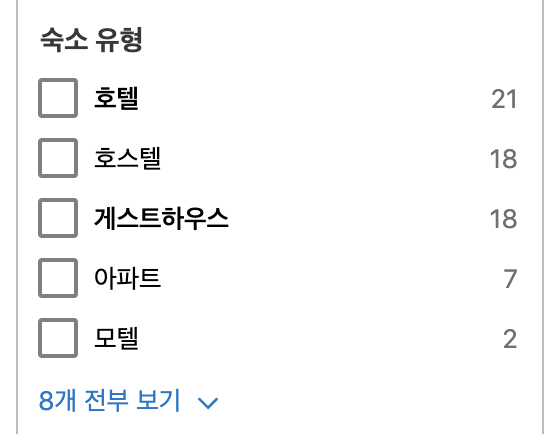 숙소 유형
호텔 21
호스텔 18
게스트하우스 18
아파트 7
모텔 2
8개 전부 보기